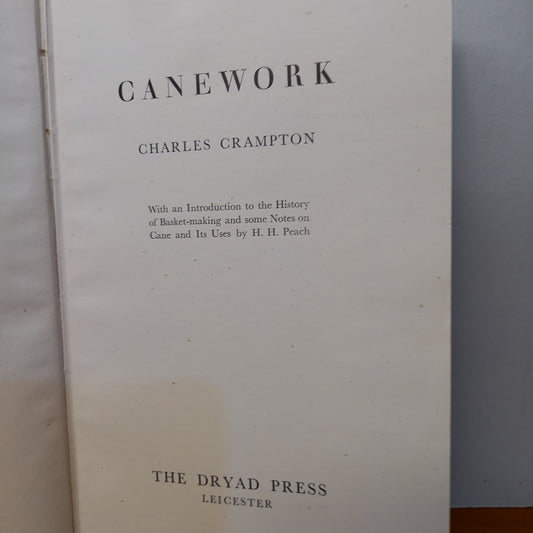 CANEWORK
CHARLES CRAMPTON
With an Introduction to the History
of Basket-making and some Notes on
Cane and Its Uses by H. H. Peach
THE DRYAD PRESS
LEICESTER